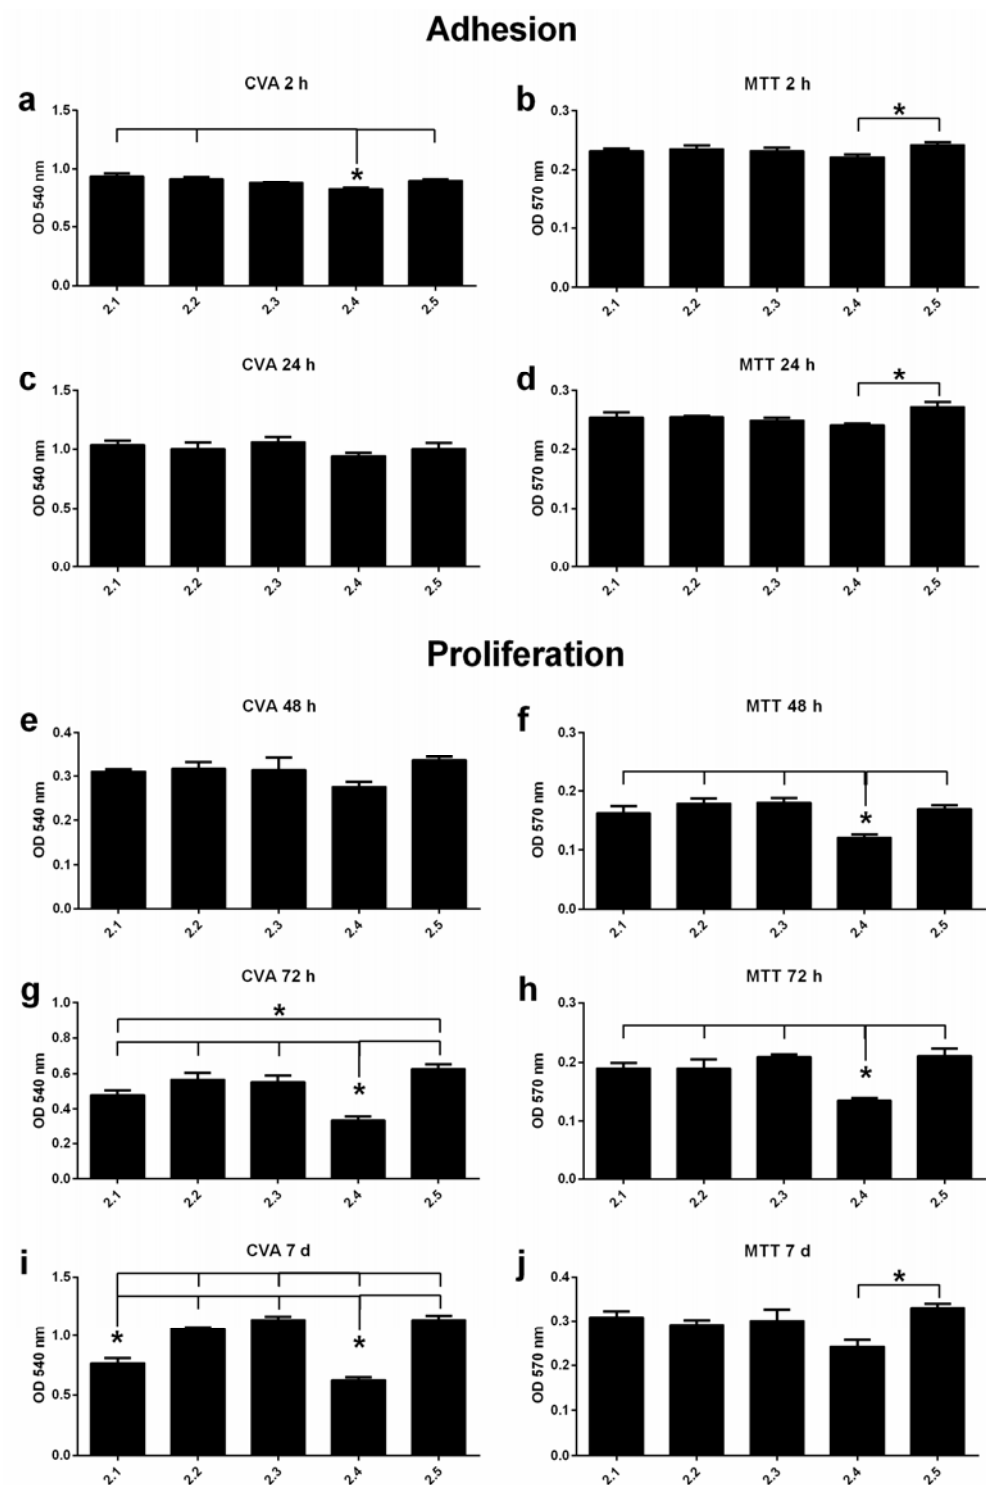 Adhesion
a
CVA 2 h
OD 540 nm
1.5
1.0
0.5
0.0
*
2.1 2.2 2.3 2.4 2.5
b
MTT 2 h
OD 570 nm
0.3
0.2
0.1
0.0
*
2.1 2.2 2.3 2.4 2.5
c
CVA 24 h
OD 540 nm
1.5
1.0
0.5
0.0
2.1 2.2 2.3 2.4 2.5
d
MTT 24 h
OD 570 nm
0.3
0.2
0.1
0.0
*
2.1 2.2 2.3 2.4 2.5
Proliferation
e
CVA 48 h
OD 540 nm
0.4
0.3
0.2
0.1
0.0
2.1 2.2 2.3 2.4 2.5
f
MTT 48 h
OD 570 nm
0.3
0.2
0.1
0.0
*
2.1 2.2 2.3 2.4 2.5
g
CVA 72 h
OD 540 nm
1.0
0.8
0.6
0.4
0.2
0.0
*
*
2.1 2.2 2.3 2.4 2.5
h
MTT 72 h
OD 570 nm
0.3
0.2
0.1
0.0
*
2.1 2.2 2.3 2.4 2.5
i
CVA 7 d
OD 540 nm
1.5
1.0
0.5
0.0
* *
2.1 2.2 2.3 2.4 2.5
j
MTT 7 d
OD 570 nm
0.4
0.3
0.2
0.1
0.0
*
2.1 2.2 2.3 2.4 2.5